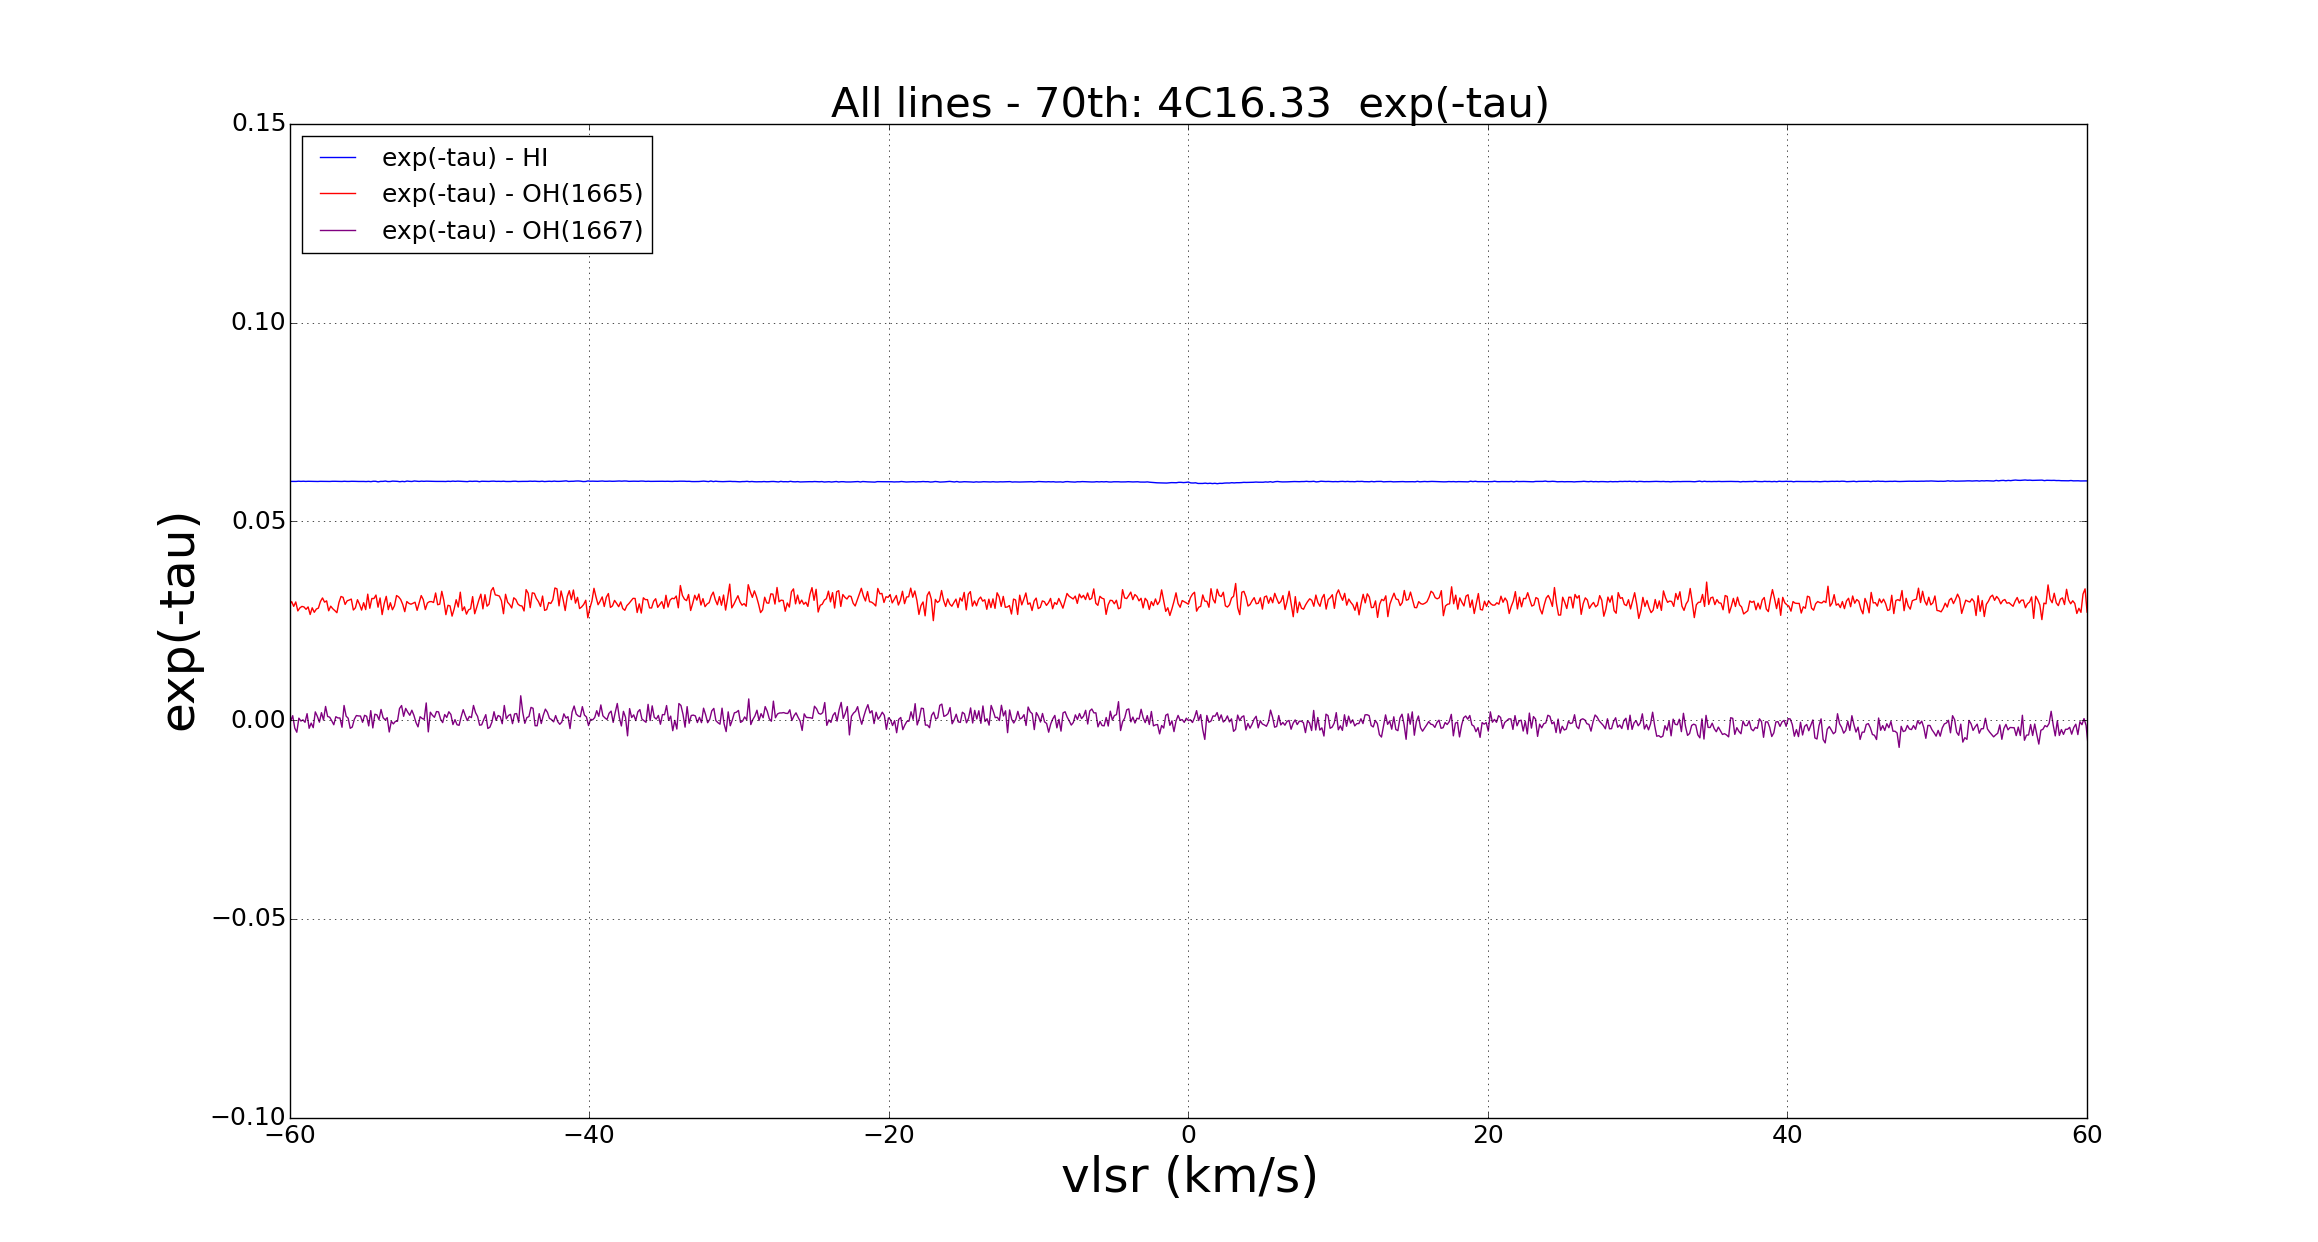 All lines - 70th: 4C16.33  exp(-tau)
exp(-tau) - HI
exp(-tau) - OH(1665)
exp(-tau) - OH(1667)
exp(-tau)
0.15
0.10
0.05
0.00
−0.05
−0.10
−60
−40
−20
0
20
40
60
vlsr (km/s)